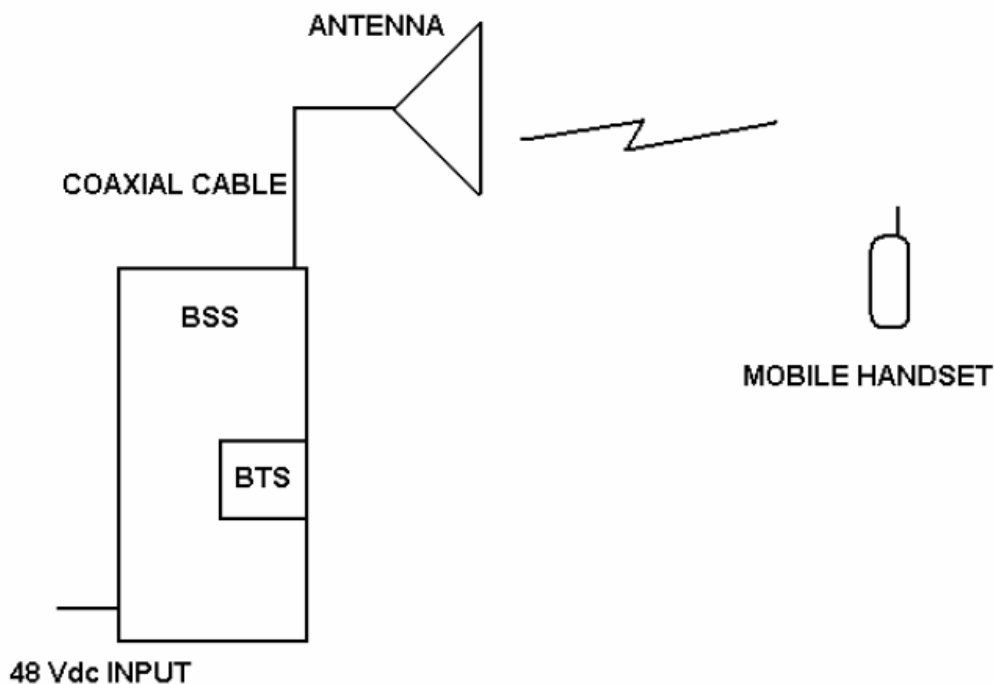 ANTENNA
COAXIAL CABLE
BSS
MOBILE HANDSET
BTS
48 Vdc INPUT